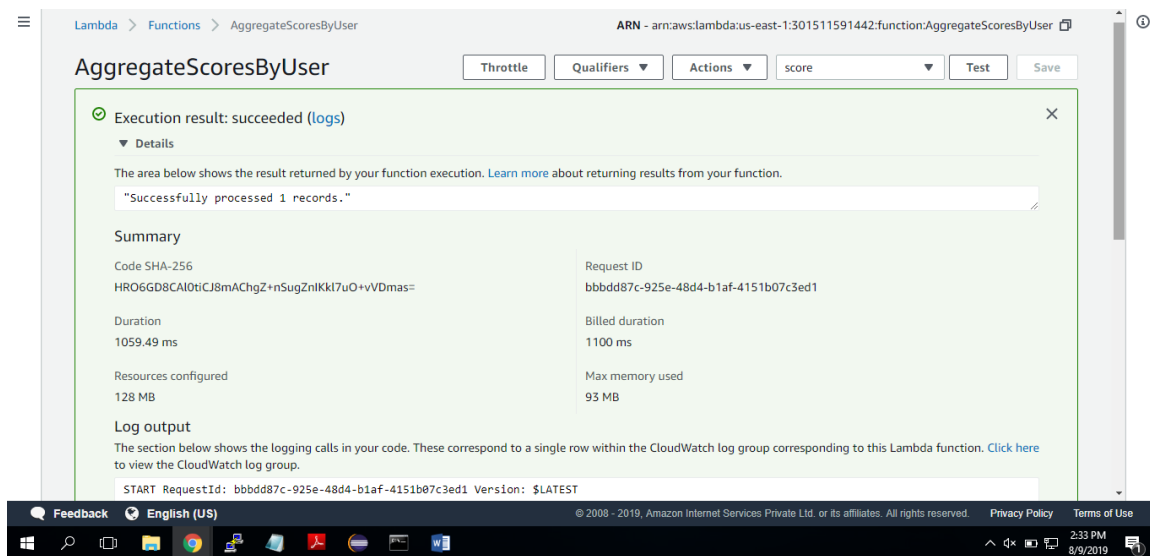 Lambda > Functions > AggregateScoresByUser ARN - arn:aws:lambda:us-east-1:301511591442:function:AggregateScoresByUser
AggregateScoresByUser Throttle Qualifiers ▼ Actions ▼ score ▼ Test Save
Execution result: succeeded (logs)
▼ Details
The area below shows the result returned by your function execution. Learn more about returning results from your function.
"Successfully processed 1 records."
Summary
Code SHA-256 Request ID
HRO6GD8CAl0tiCJ8mAChgZ+nSugZnIKkl7uO+vVDmas= bbbdd87c-925e-48d4-b1af-4151b07c3ed1
Duration Billed duration
1059.49 ms 1100 ms
Resources configured Max memory used
128 MB 93 MB
Log output
The section below shows the logging calls in your code. These correspond to a single row within the CloudWatch log group corresponding to this Lambda function. Click here
to view the CloudWatch log group.
START RequestId: bbbdd87c-925e-48d4-b1af-4151b07c3ed1 Version: $LATEST
Feedback English (US) © 2008 - 2019, Amazon Internet Services Private Ltd. or its affiliates. All rights reserved. Privacy Policy Terms of Use
2:33 PM
8/9/2019